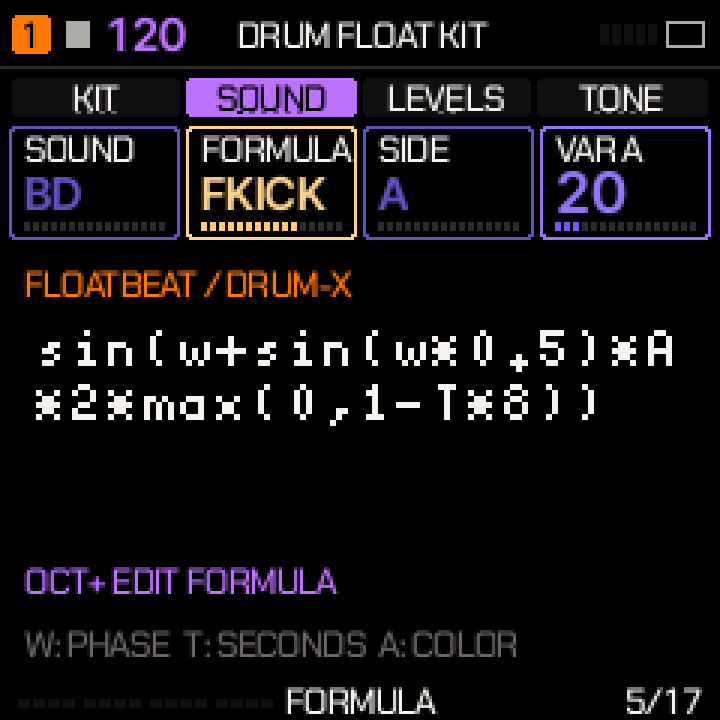 1 120 DRUM FLOAT KIT
KIT SOUND LEVELS TONE
SOUND FORMULA SIDE VAR A
BD FKICK A 20
FLOATBEAT / DRUM-X
sin(w+sin(w*0.5)*A
*2*max(0,1-T*8))
OCT+ EDIT FORMULA
W: PHASE T: SECONDS A: COLOR
FORMULA 5/17